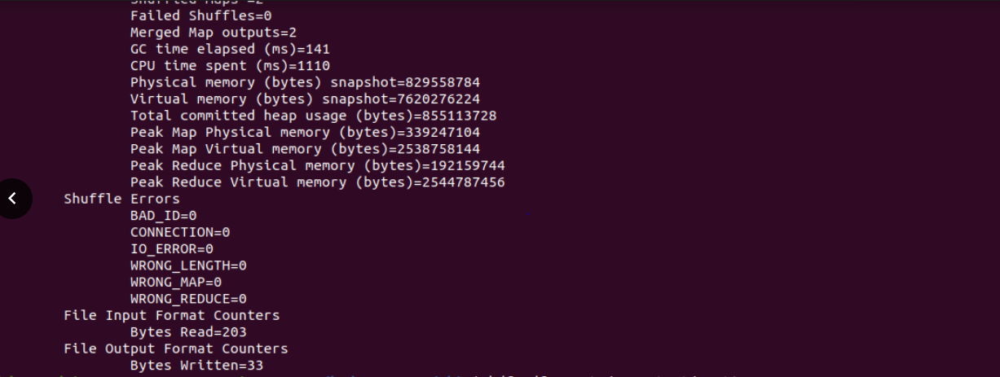 Shuffled Maps =2
Failed Shuffles=0
Merged Map outputs=2
GC time elapsed (ms)=141
CPU time spent (ms)=1110
Physical memory (bytes) snapshot=829558784
Virtual memory (bytes) snapshot=7620276224
Total committed heap usage (bytes)=855113728
Peak Map Physical memory (bytes)=339247104
Peak Map Virtual memory (bytes)=2538758144
Peak Reduce Physical memory (bytes)=192159744
Peak Reduce Virtual memory (bytes)=2544787456
Shuffle Errors
BAD_ID=0
CONNECTION=0
IO_ERROR=0
WRONG_LENGTH=0
WRONG_MAP=0
WRONG_REDUCE=0
File Input Format Counters
Bytes Read=203
File Output Format Counters
Bytes Written=33